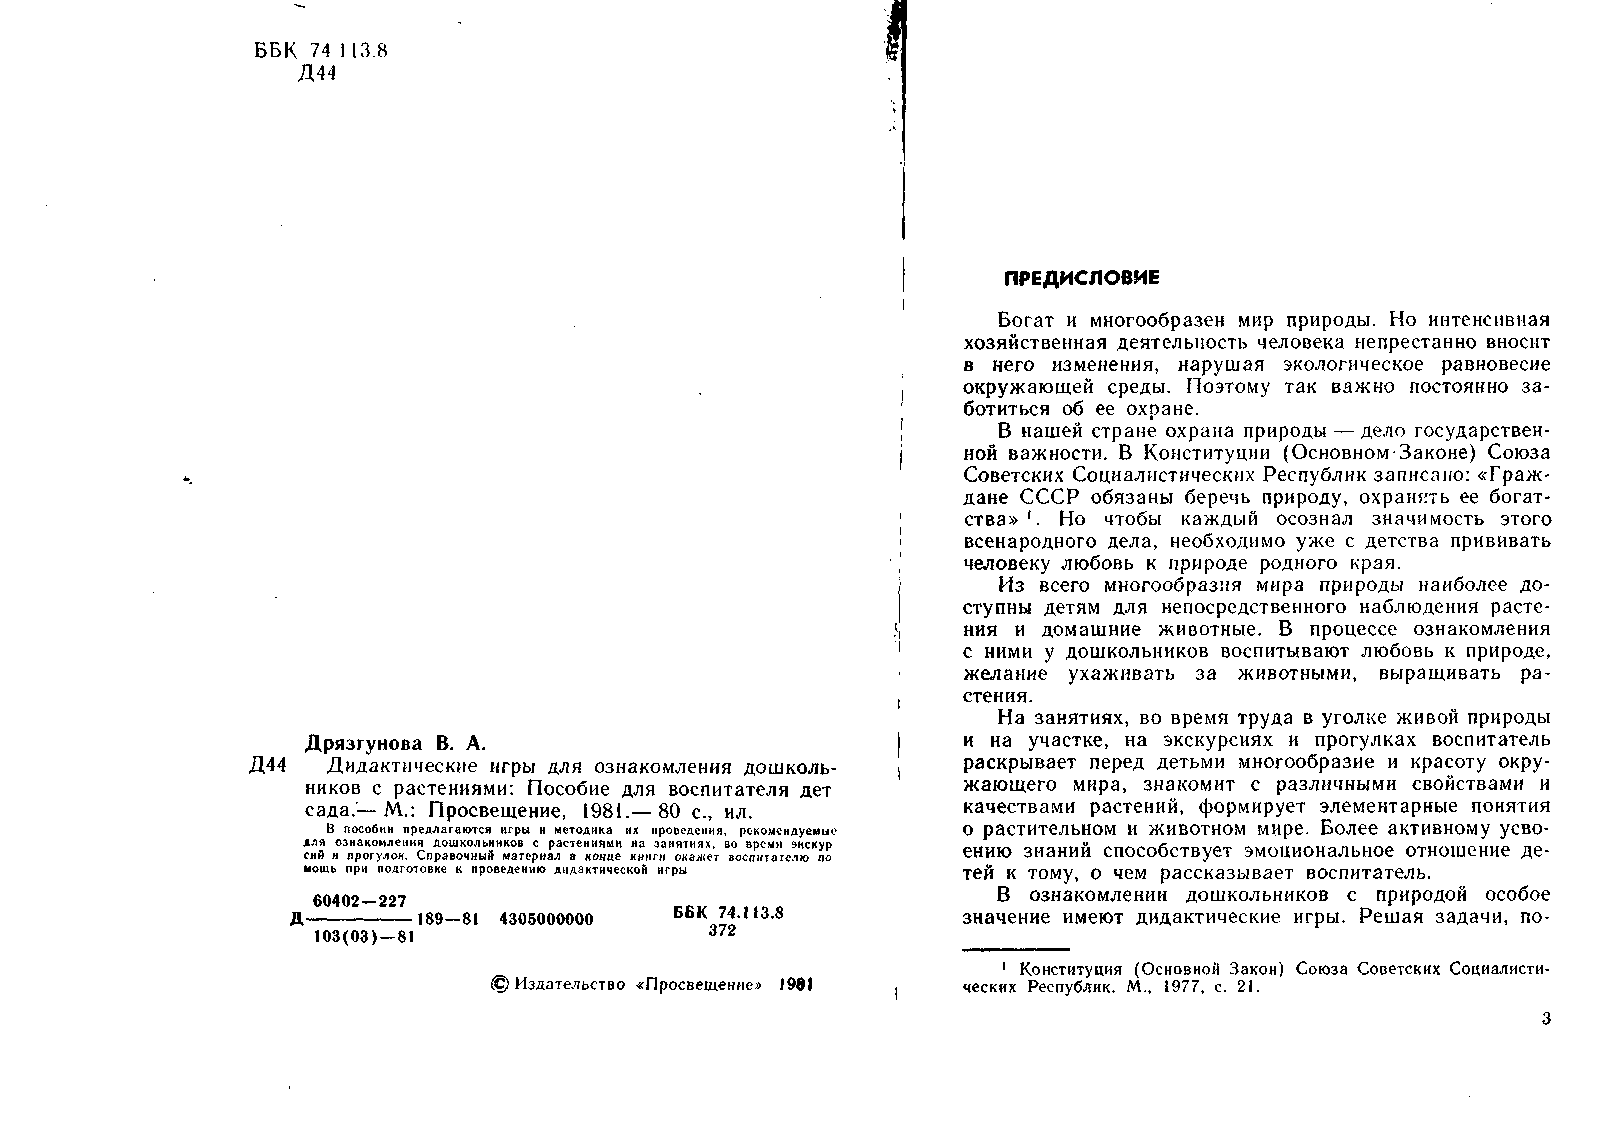 ББК 74 113.8
Д44
Дрязгунова В. А.
Д44 Дидактические игры для ознакомления дошколь-
ников с растениями: Пособие для воспитателя дет
сада.— М.: Просвещение, 1981.— 80 с., ил.
В пособии предлагаются игры и методика их проведения, рекомендуемые
для ознакомления дошкольников с растениями на занятиях, во время экскур
сий и прогулок. Справочный материал в конце книги окажет воспитателю по
мощь при подготовке к проведению дидактической игры
60402—227
Д————189—81 4305000000
103(03)—81
ББК 74.113.8
372
© Издательство «Просвещение» 1981
ПРЕДИСЛОВИЕ
Богат и многообразен мир природы. Но интенсивная
хозяйственная деятельность человека непрестанно вносит
в него изменения, нарушая экологическое равновесие
окружающей среды. Поэтому так важно постоянно за-
ботиться об ее охране.
В нашей стране охрана природы — дело государствен-
ной важности. В Конституции (Основном Законе) Союза
Советских Социалистических Республик записано: «Граж-
дане СССР обязаны беречь природу, охранять ее богат-
ства» ¹. Но чтобы каждый осознал значимость этого
всенародного дела, необходимо уже с детства прививать
человеку любовь к природе родного края.
Из всего многообразия мира природы наиболее до-
ступны детям для непосредственного наблюдения расте-
ния и домашние животные. В процессе ознакомления
с ними у дошкольников воспитывают любовь к природе,
желание ухаживать за животными, выращивать ра-
стения.
На занятиях, во время труда в уголке живой природы
и на участке, на экскурсиях и прогулках воспитатель
раскрывает перед детьми многообразие и красоту окру-
жающего мира, знакомит с различными свойствами и
качествами растений, формирует элементарные понятия
о растительном и животном мире. Более активному усво-
ению знаний способствует эмоциональное отношение де-
тей к тому, о чем рассказывает воспитатель.
В ознакомлении дошкольников с природой особое
значение имеют дидактические игры. Решая задачи, по-
¹ Конституция (Основной Закон) Союза Советских Социалисти-
ческих Республик. М., 1977, с. 21.
3